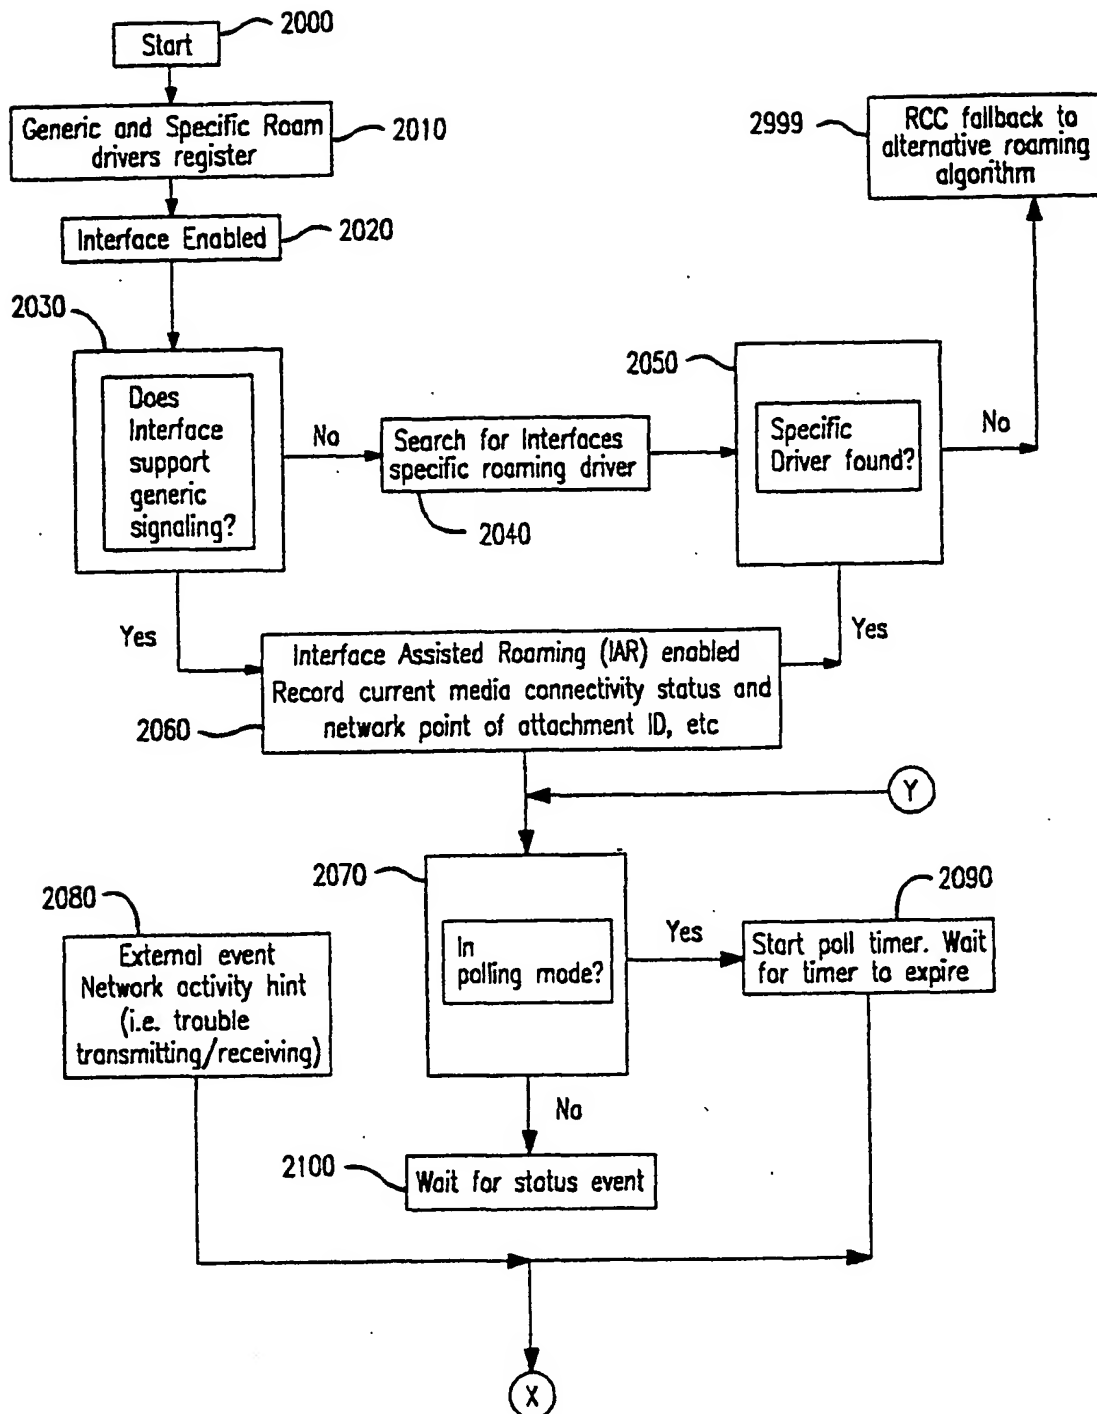 Start
2000
Generic and Specific Roam
drivers register
2010
Interface Enabled
2020
2999
RCC fallback to
alternative roaming
algorithm
2030
Does
Interface
support
generic
signaling?
No
Search for Interfaces
specific roaming driver
2040
2050
Specific
Driver found?
No
Yes
Yes
Interface Assisted Roaming (IAR) enabled
Record current media connectivity status and
network point of attachment ID, etc
2060
Y
2070
In
polling mode?
Yes
2090
Start poll timer. Wait
for timer to expire
2080
External event
Network activity hint
(i.e. trouble
transmitting/receiving)
No
2100
Wait for status event
X